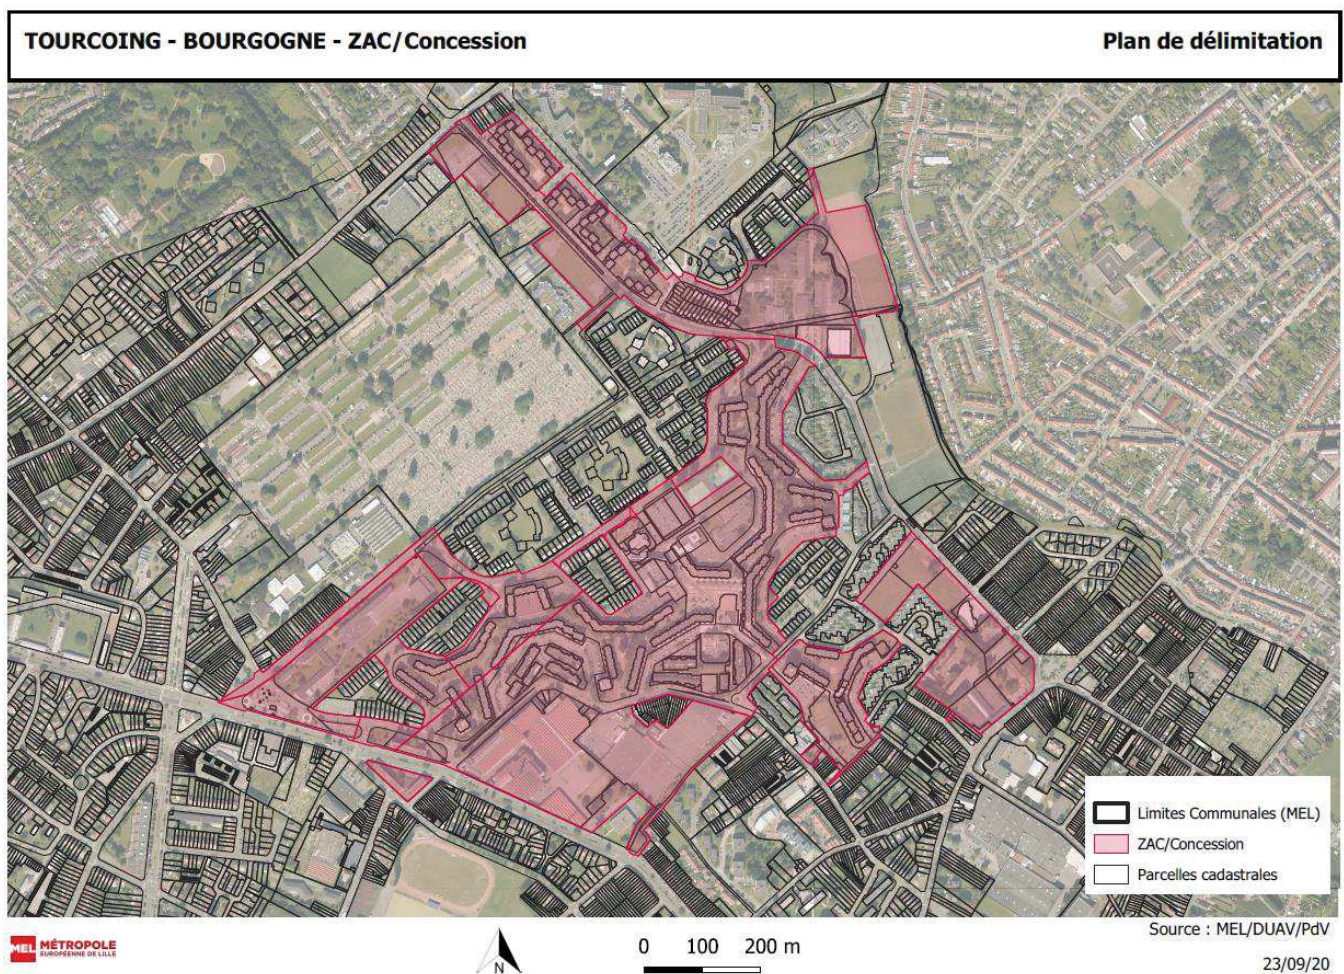 TOURCOING - BOURGOGNE - ZAC/Concession
Plan de délimitation
Limites Communales (MEL)
ZAC/Concession
Parcelles cadastrales
Source : MEL/DUAV/PdV
23/09/20
MEL MÉTROPOLE
EUROPÉENNE DE LILLE
N
0 100 200 m